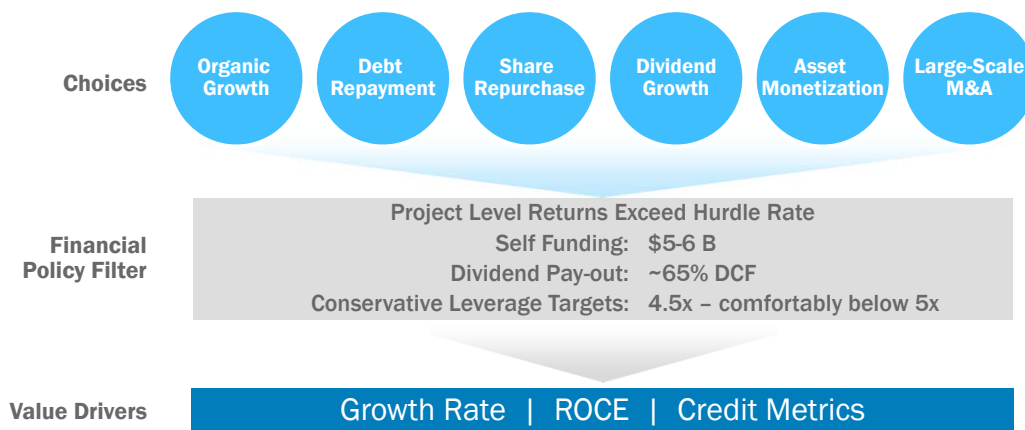 Choices
Organic
Growth
Debt
Repayment
Share
Repurchase
Dividend
Growth
Asset
Monetization
Large-Scale
M&A
Financial
Policy Filter
Project Level Returns Exceed Hurdle Rate
Self Funding: $5-6 B
Dividend Pay-out: ~65% DCF
Conservative Leverage Targets: 4.5x – comfortably below 5x
Value Drivers
Growth Rate | ROCE | Credit Metrics